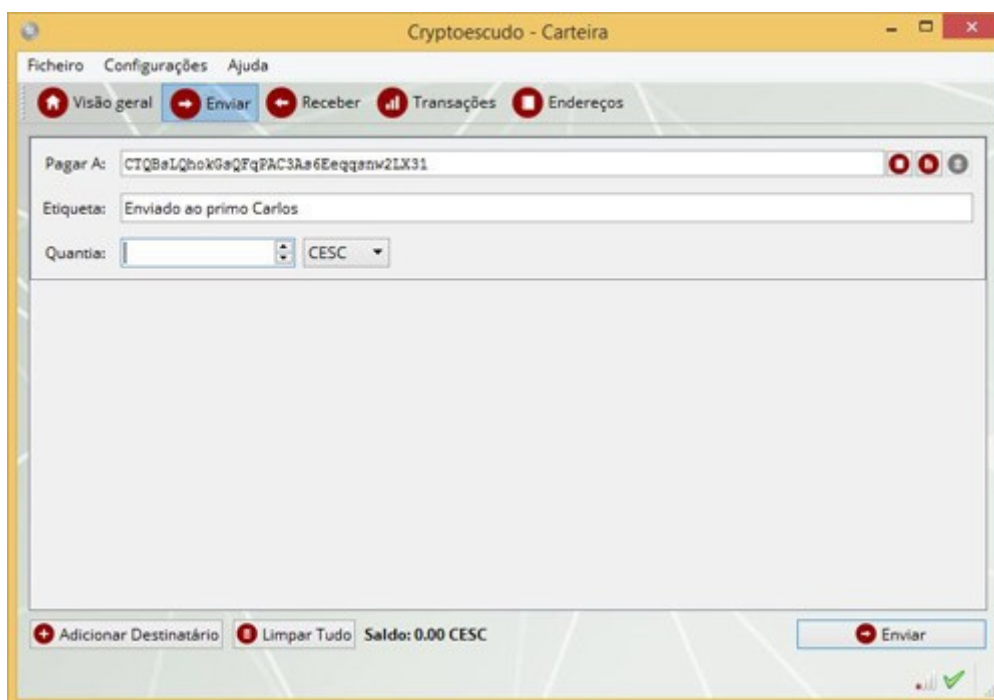 Cryptoescudo - Carteira
Ficheiro Configurações Ajuda
Visão geral Enviar Receber Transações Endereços
Pagar A: CTQBsLQhokGsQFqPAC3As6Eeqqsnw2LX31
Etiqueta: Enviado ao primo Carlos
Quantia: CESC
Adicionar Destinatário Limpar Tudo Saldo: 0.00 CESC Enviar